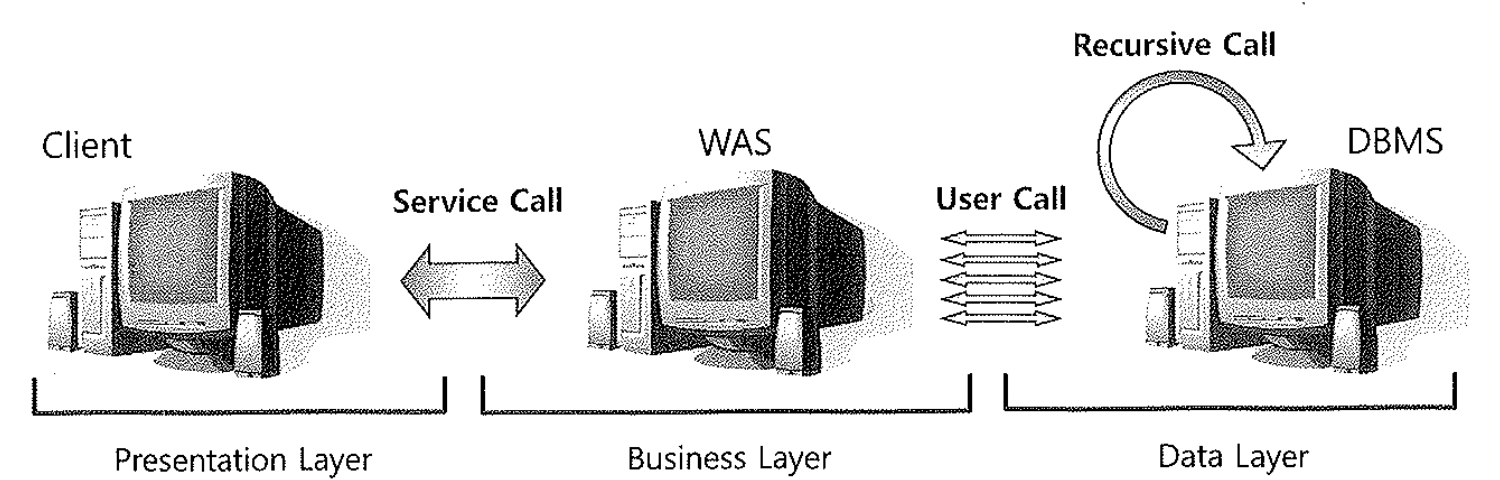 Recursive Call
Client
WAS
DBMS
Service Call
User Call
Presentation Layer
Business Layer
Data Layer